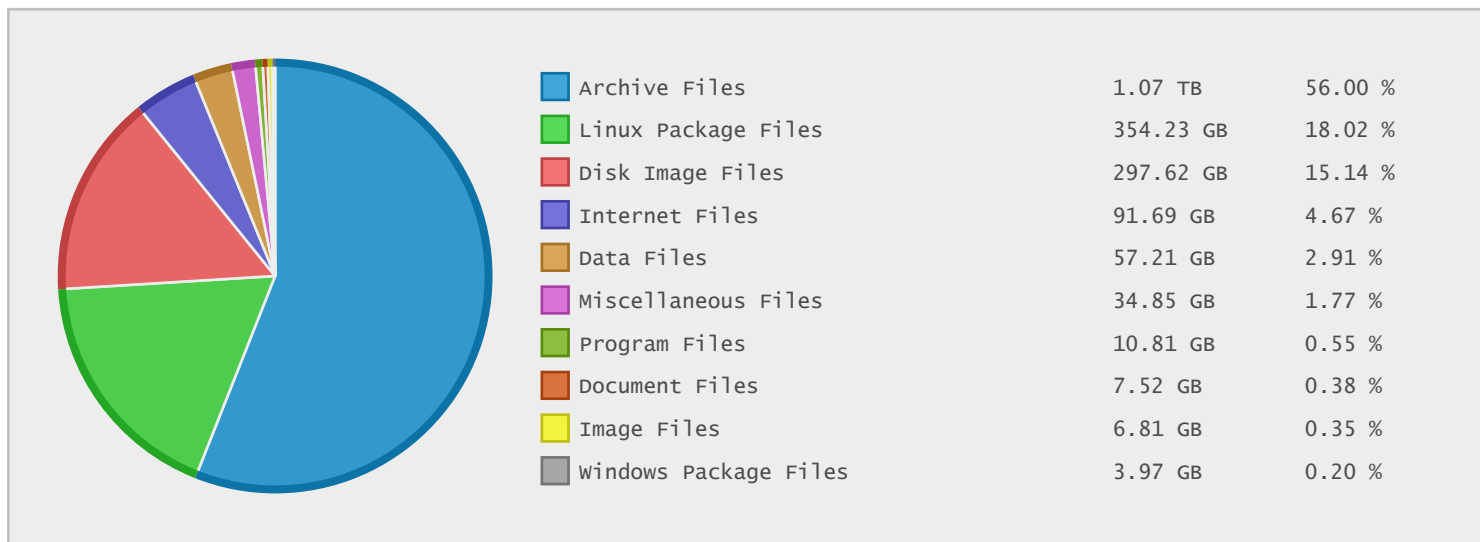 Archive Files 1.07 TB 56.00 %
Linux Package Files 354.23 GB 18.02 %
Disk Image Files 297.62 GB 15.14 %
Internet Files 91.69 GB 4.67 %
Data Files 57.21 GB 2.91 %
Miscellaneous Files 34.85 GB 1.77 %
Program Files 10.81 GB 0.55 %
Document Files 7.52 GB 0.38 %
Image Files 6.81 GB 0.35 %
Windows Package Files 3.97 GB 0.20 %